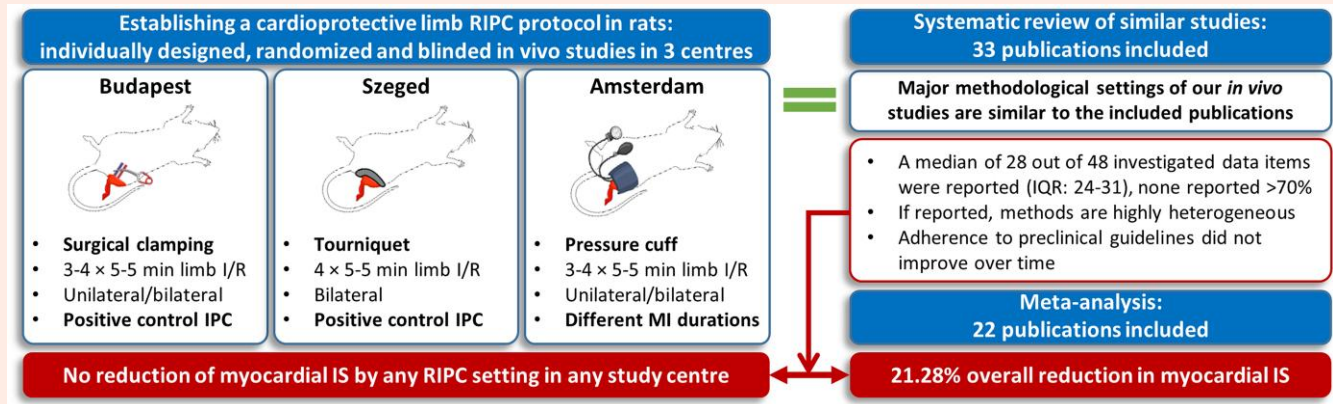 Establishing a cardioprotective limb RIPC protocol in rats:
individually designed, randomized and blinded in vivo studies in 3 centres
Budapest
• Surgical clamping
• 3-4 × 5-5 min limb I/R
• Unilateral/bilateral
• Positive control IPC
Szeged
• Tourniquet
• 4 × 5-5 min limb I/R
• Bilateral
• Positive control IPC
Amsterdam
• Pressure cuff
• 3-4 × 5-5 min limb I/R
• Unilateral/bilateral
• Different MI durations
No reduction of myocardial IS by any RIPC setting in any study centre
Systematic review of similar studies:
33 publications included
Major methodological settings of our in vivo
studies are similar to the included publications
• A median of 28 out of 48 investigated data items
were reported (IQR: 24-31), none reported >70%
• If reported, methods are highly heterogeneous
• Adherence to preclinical guidelines did not
improve over time
Meta-analysis:
22 publications included
21.28% overall reduction in myocardial IS